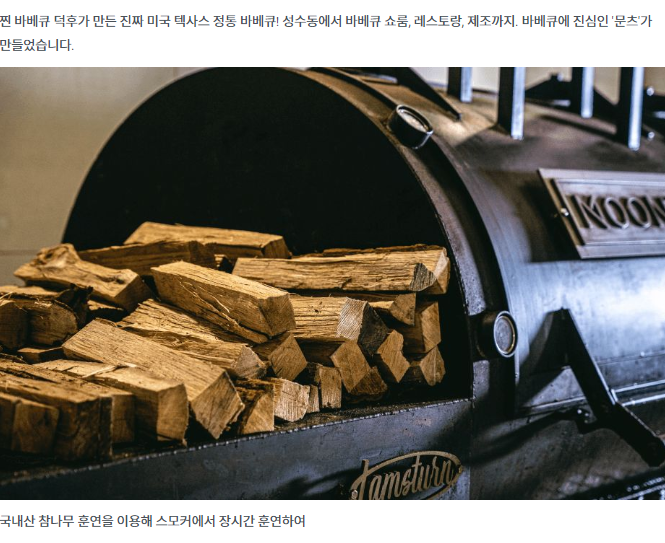 찐 바베큐 덕후가 만든 진짜 미국 텍사스 정통 바베큐! 성수동에서 바베큐 쇼룸, 레스토랑, 제조까지. 바베큐에 진심인 '문츠'가
만들었습니다.
MOON
Jamsturn
국내산 참나무 훈연을 이용해 스모커에서 장시간 훈연하여